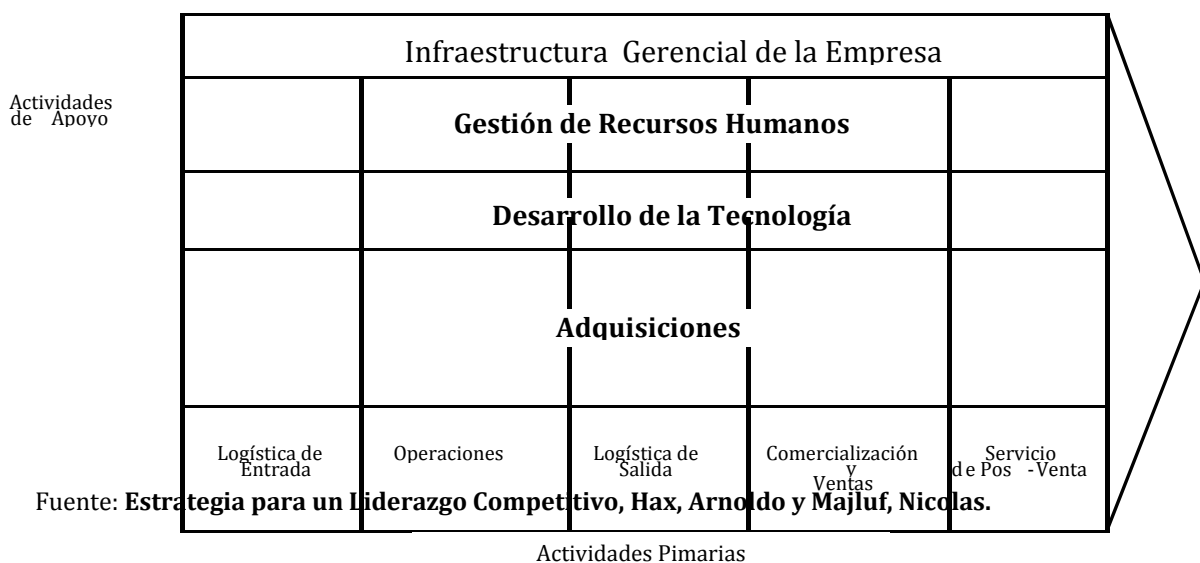 Infraestructura Gerencial de la Empresa
Actividades
de Apoyo
Gestión de Recursos Humanos
Desarrollo de la Tecnología
Adquisiciones
Logística de
Entrada
Operaciones
Logística de
Salida
Comercialización
y
Ventas
Servicio
de Pos -Venta
Fuente: Estrategia para un Liderazgo Competitivo, Hax, Arnoldo y Majluf, Nicolas.
Actividades Pimarias